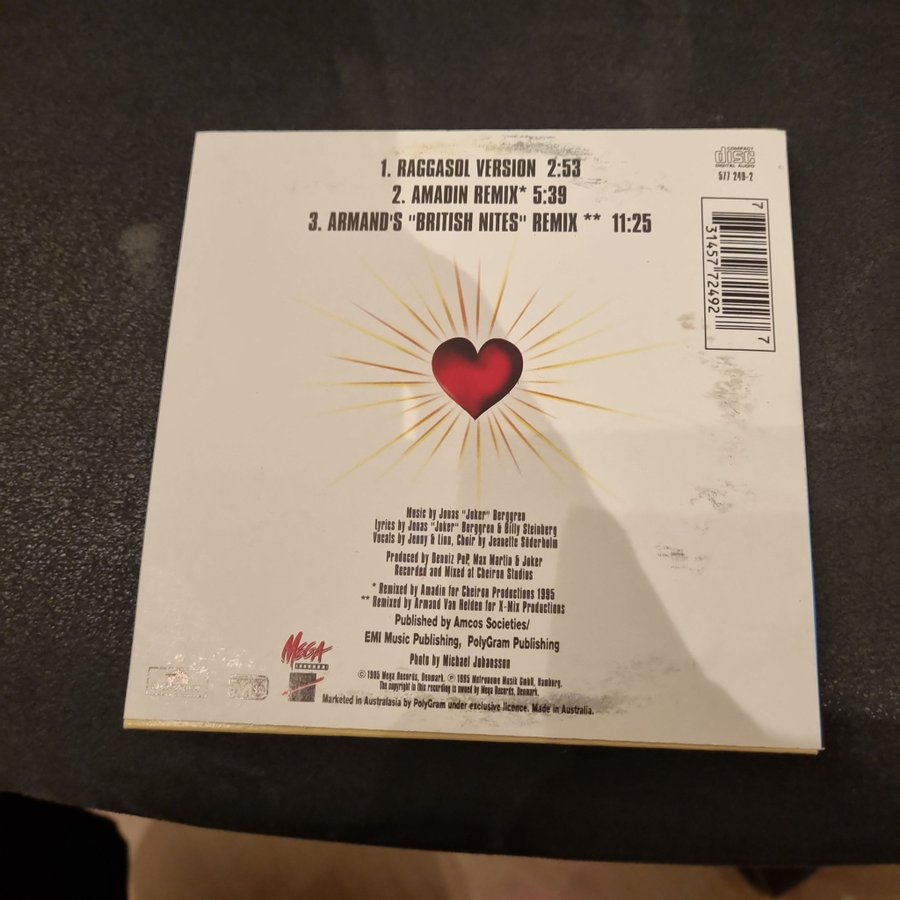 1. RAGGASOL VERSION 2:53
2. AMADIN REMIX* 5:39
3. ARMAND'S "BRITISH NITES" REMIX ** 11:25
COMPACT
disc
DIGITAL AUDIO
577 249-2
7 31457 72492 7
Music by Jonas "Joker" Berggren
Lyrics by Jonas "Joker" Berggren & Billy Steinberg
Vocals by Jenny & Linn, Choir by Jeanette Söderholm
Produced by Denniz PoP, Max Martin & Joker
Recorded and Mixed at Cheiron Studios
* Remixed by Amadin for Cheiron Productions 1995
** Remixed by Armand Van Helden for X-Mix Productions
Published by Amcos Societies/
EMI Music Publishing, PolyGram Publishing
Photo by Michael Johansson
MEGA
RECORDS
© 1995 Mega Records, Denmark. ℗ 1995 Metronome Musik GmbH, Hamburg.
The copyright in this recording is owned by Mega Records, Denmark.
Marketed in Australasia by PolyGram under exclusive licence. Made in Australia.